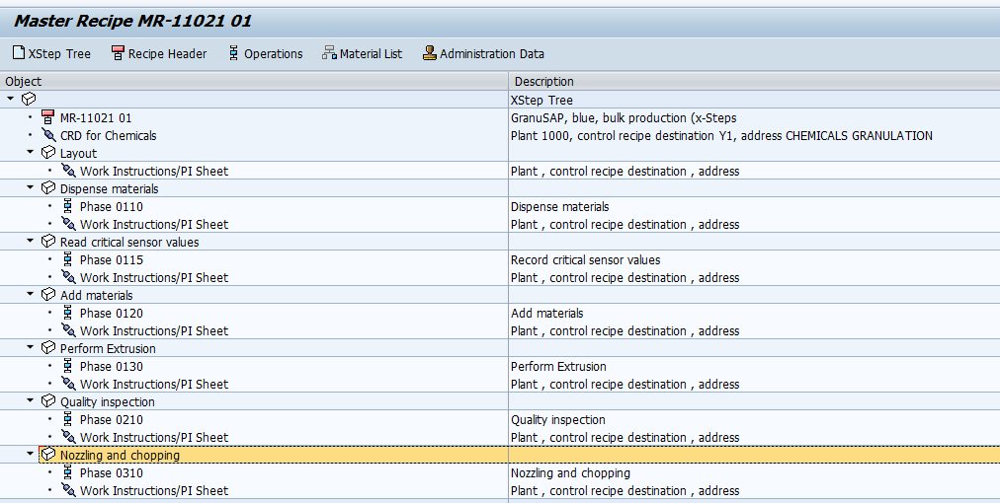 Master Recipe MR-11021 01
XStep Tree Recipe Header Operations Material List Administration Data
Object Description
XStep Tree
MR-11021 01 GranuSAP, blue, bulk production (x-Steps
CRD for Chemicals Plant 1000, control recipe destination Y1, address CHEMICALS GRANULATION
Layout
Work Instructions/PI Sheet Plant , control recipe destination , address
Dispense materials
Phase 0110 Dispense materials
Work Instructions/PI Sheet Plant , control recipe destination , address
Read critical sensor values
Phase 0115 Record critical sensor values
Work Instructions/PI Sheet Plant , control recipe destination , address
Add materials
Phase 0120 Add materials
Work Instructions/PI Sheet Plant , control recipe destination , address
Perform Extrusion
Phase 0130 Perform Extrusion
Work Instructions/PI Sheet Plant , control recipe destination , address
Quality inspection
Phase 0210 Quality inspection
Work Instructions/PI Sheet Plant , control recipe destination , address
Nozzling and chopping
Phase 0310 Nozzling and chopping
Work Instructions/PI Sheet Plant , control recipe destination , address